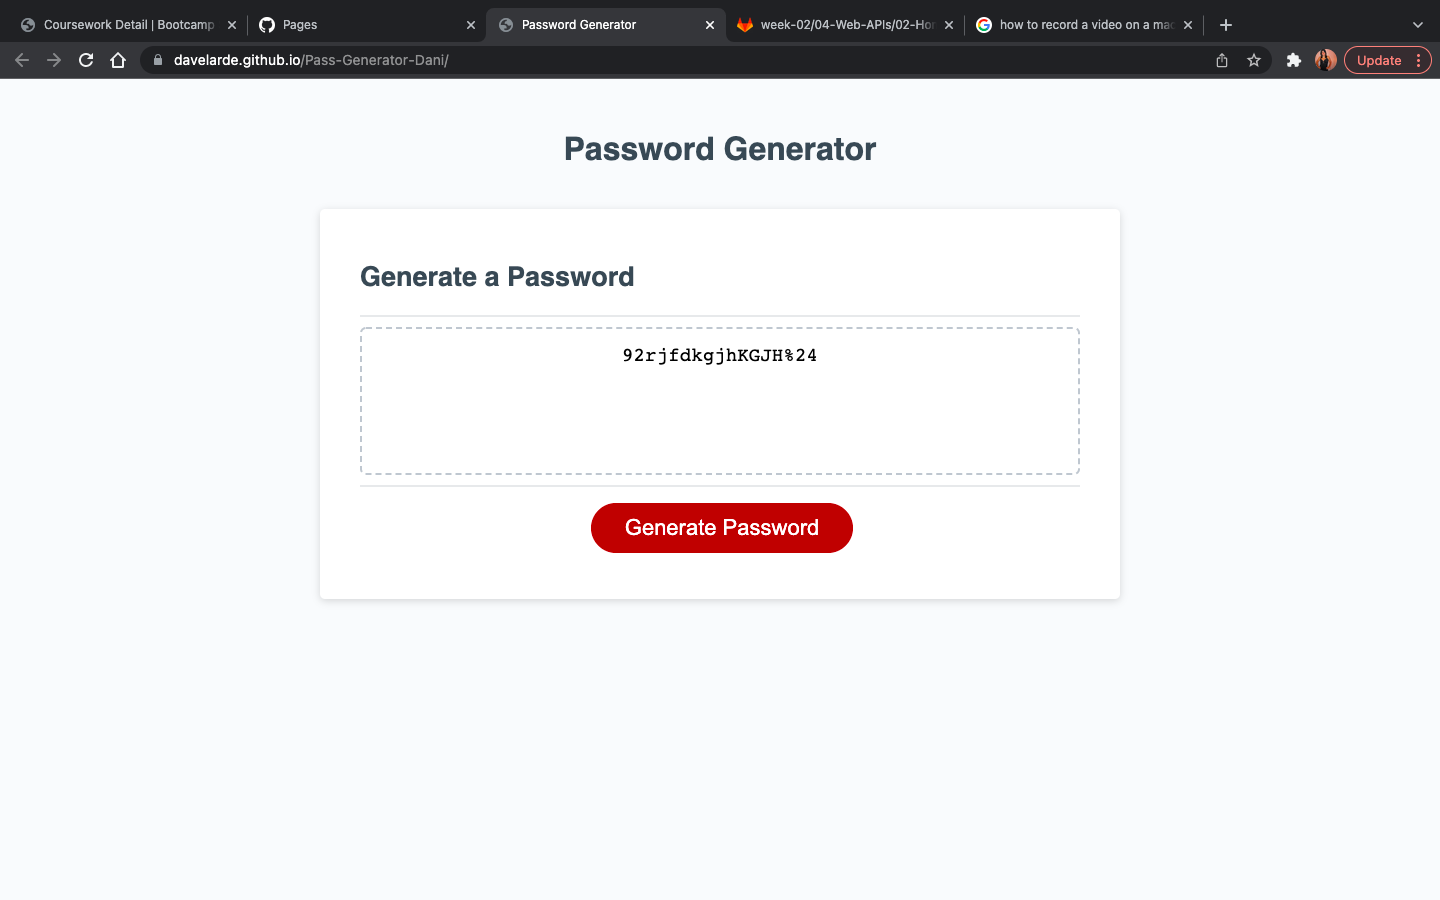 Coursework Detail | Bootcamp
Pages
Password Generator
week-02/04-Web-APIs/02-Hor
how to record a video on a mac
davelarde.github.io/Pass-Generator-Dani/
Update
Password Generator
Generate a Password
92rjfdkgjhKGJH%24
Generate Password